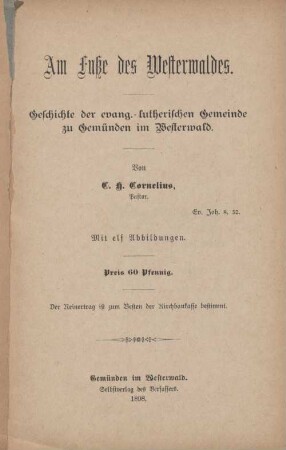 Am Fuße des Westerwaldes.
Geschichte der evang.-lutherischen Gemeinde
zu Gemünden im Westerwald.
Von
C. H. Cornelius,
Pastor.
Ev. Joh. 8, 32.
Mit elf Abbildungen.
Preis 60 Pfennig.
Der Reinertrag ist zum Besten der Kirchbaukasse bestimmt.
Gemünden im Westerwald.
Selbstverlag des Verfassers.
1898.